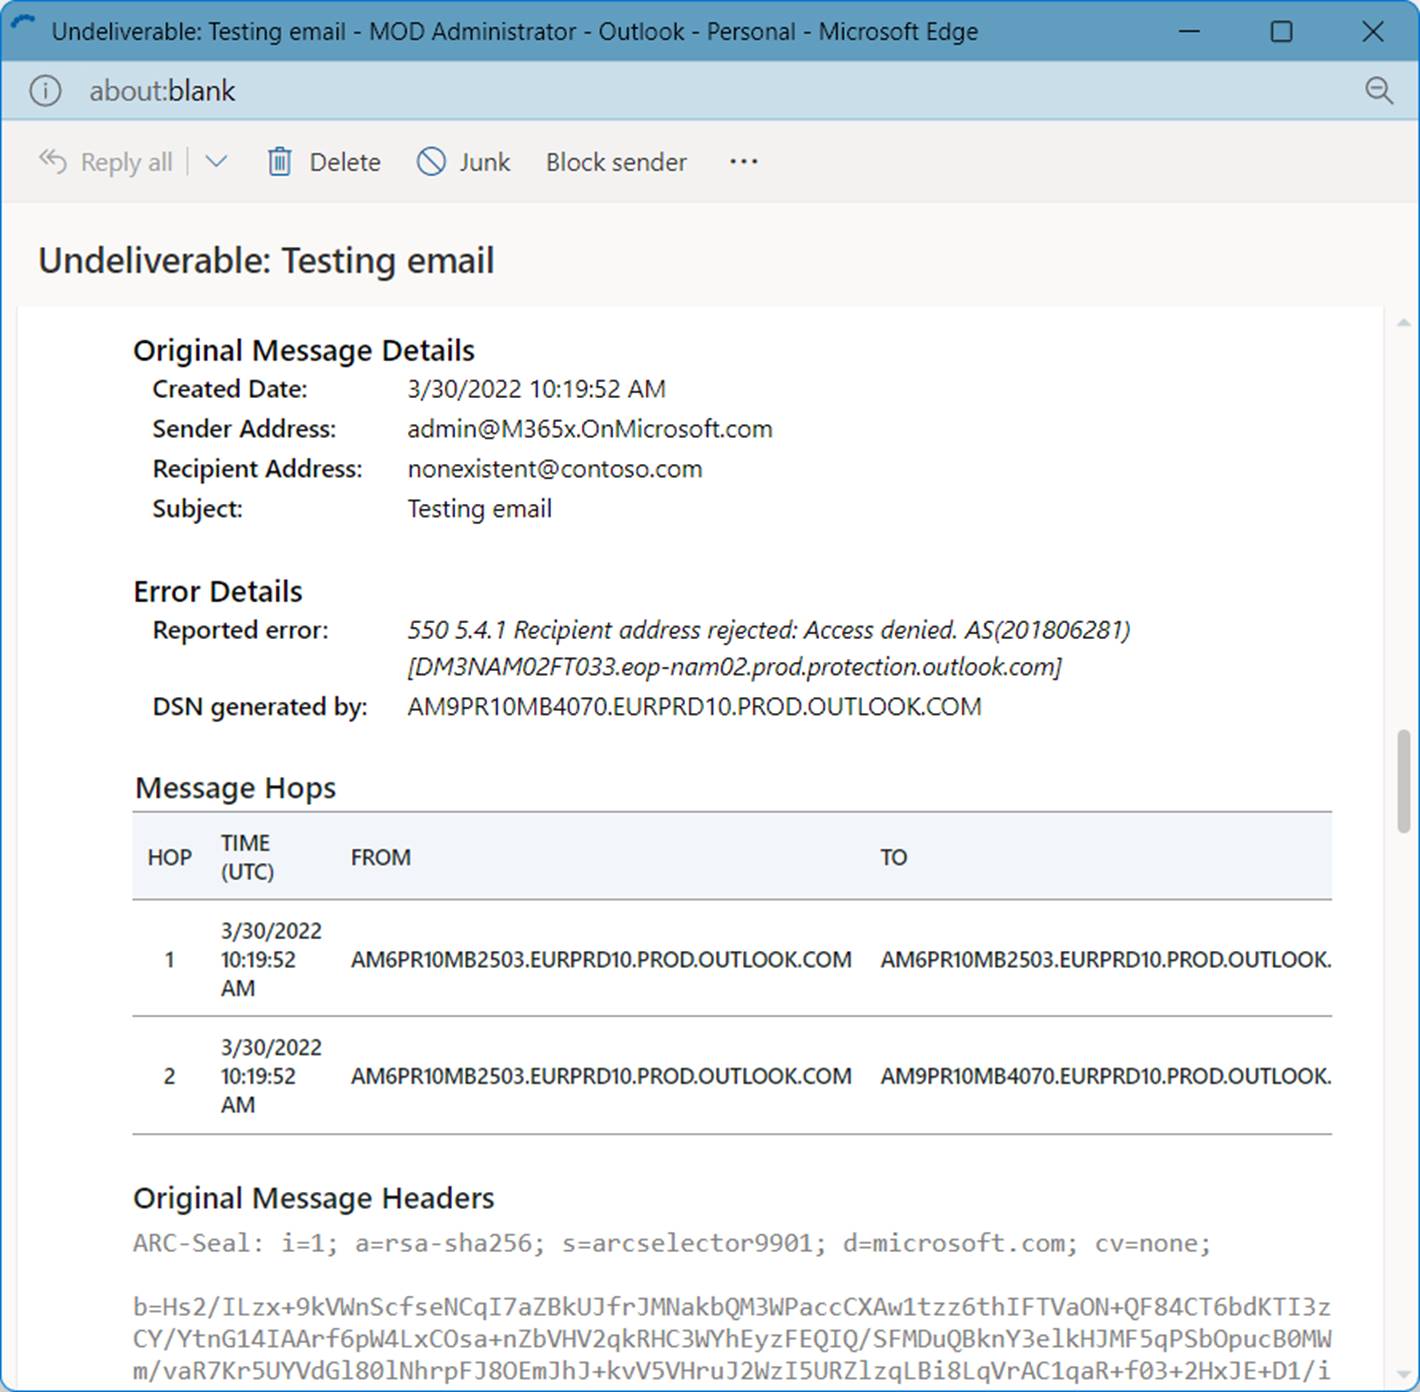 Undeliverable: Testing email - MOD Administrator - Outlook - Personal - Microsoft Edge
about:blank
Reply all Delete Junk Block sender ...
Undeliverable: Testing email
Original Message Details
Created Date: 3/30/2022 10:19:52 AM
Sender Address: admin@M365x.OnMicrosoft.com
Recipient Address: nonexistent@contoso.com
Subject: Testing email
Error Details
Reported error: 550 5.4.1 Recipient address rejected: Access denied. AS(201806281)
[DM3NAM02FT033.eop-nam02.prod.protection.outlook.com]
DSN generated by: AM9PR10MB4070.EURPRD10.PROD.OUTLOOK.COM
Message Hops
HOP TIME (UTC) FROM TO
1 3/30/2022 10:19:52 AM AM6PR10MB2503.EURPRD10.PROD.OUTLOOK.COM AM6PR10MB2503.EURPRD10.PROD.OUTLOOK.
2 3/30/2022 10:19:52 AM AM6PR10MB2503.EURPRD10.PROD.OUTLOOK.COM AM9PR10MB4070.EURPRD10.PROD.OUTLOOK.
Original Message Headers
ARC-Seal: i=1; a=rsa-sha256; s=arcselector9901; d=microsoft.com; cv=none;
b=Hs2/ILzx+9kVWnScfseNCqI7aZBkUJfrJMNakbQM3WPaccCXAw1tzz6thIFTVaON+QF84CT6bdKTI3z
CY/YtnG14IAArf6pW4LxCOsa+nZbVHV2qkRHC3WYhEyzFEQIQ/SFMDuQBknY3elkHJMF5qPSbOpucB0MW
m/vaR7Kr5UYVdGl80lNhrpFJ8OEmJhJ+kvV5VHruJ2WzI5URZlzqLBi8LqVrAC1qaR+f03+2HxJE+D1/i